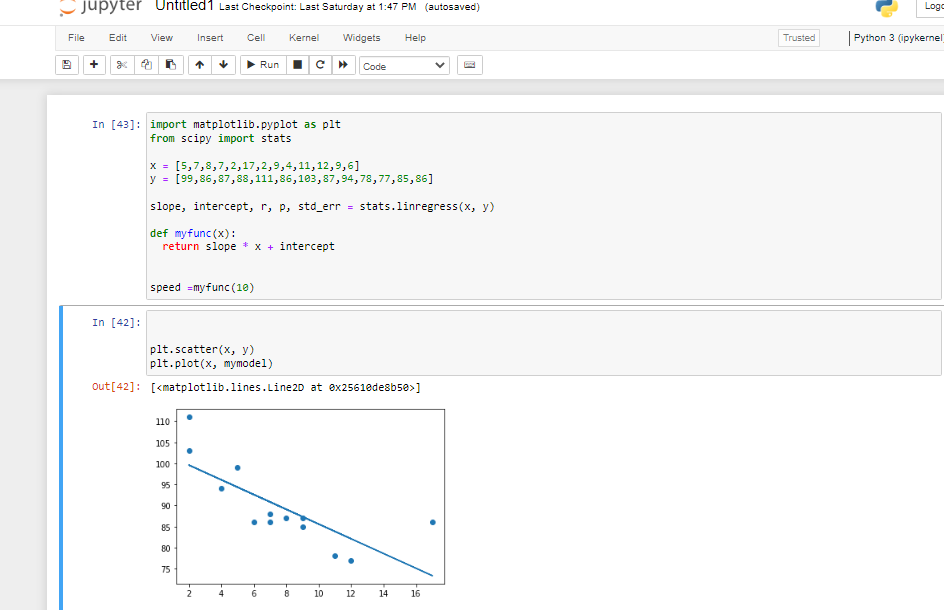 jupyter Untitled1 Last Checkpoint: Last Saturday at 1:47 PM (autosaved)
File Edit View Insert Cell Kernel Widgets Help Trusted Python 3 (ipykernel
Run Code
In [43]: import matplotlib.pyplot as plt
from scipy import stats
x = [5,7,8,7,2,17,2,9,4,11,12,9,6]
y = [99,86,87,88,111,86,103,87,94,78,77,85,86]
slope, intercept, r, p, std_err = stats.linregress(x, y)
def myfunc(x):
return slope * x + intercept
speed =myfunc(10)
In [42]:
plt.scatter(x, y)
plt.plot(x, mymodel)
Out[42]: [<matplotlib.lines.Line2D at 0x25610de8b50>]
110
105
100
95
90
85
80
75
2 4 6 8 10 12 14 16